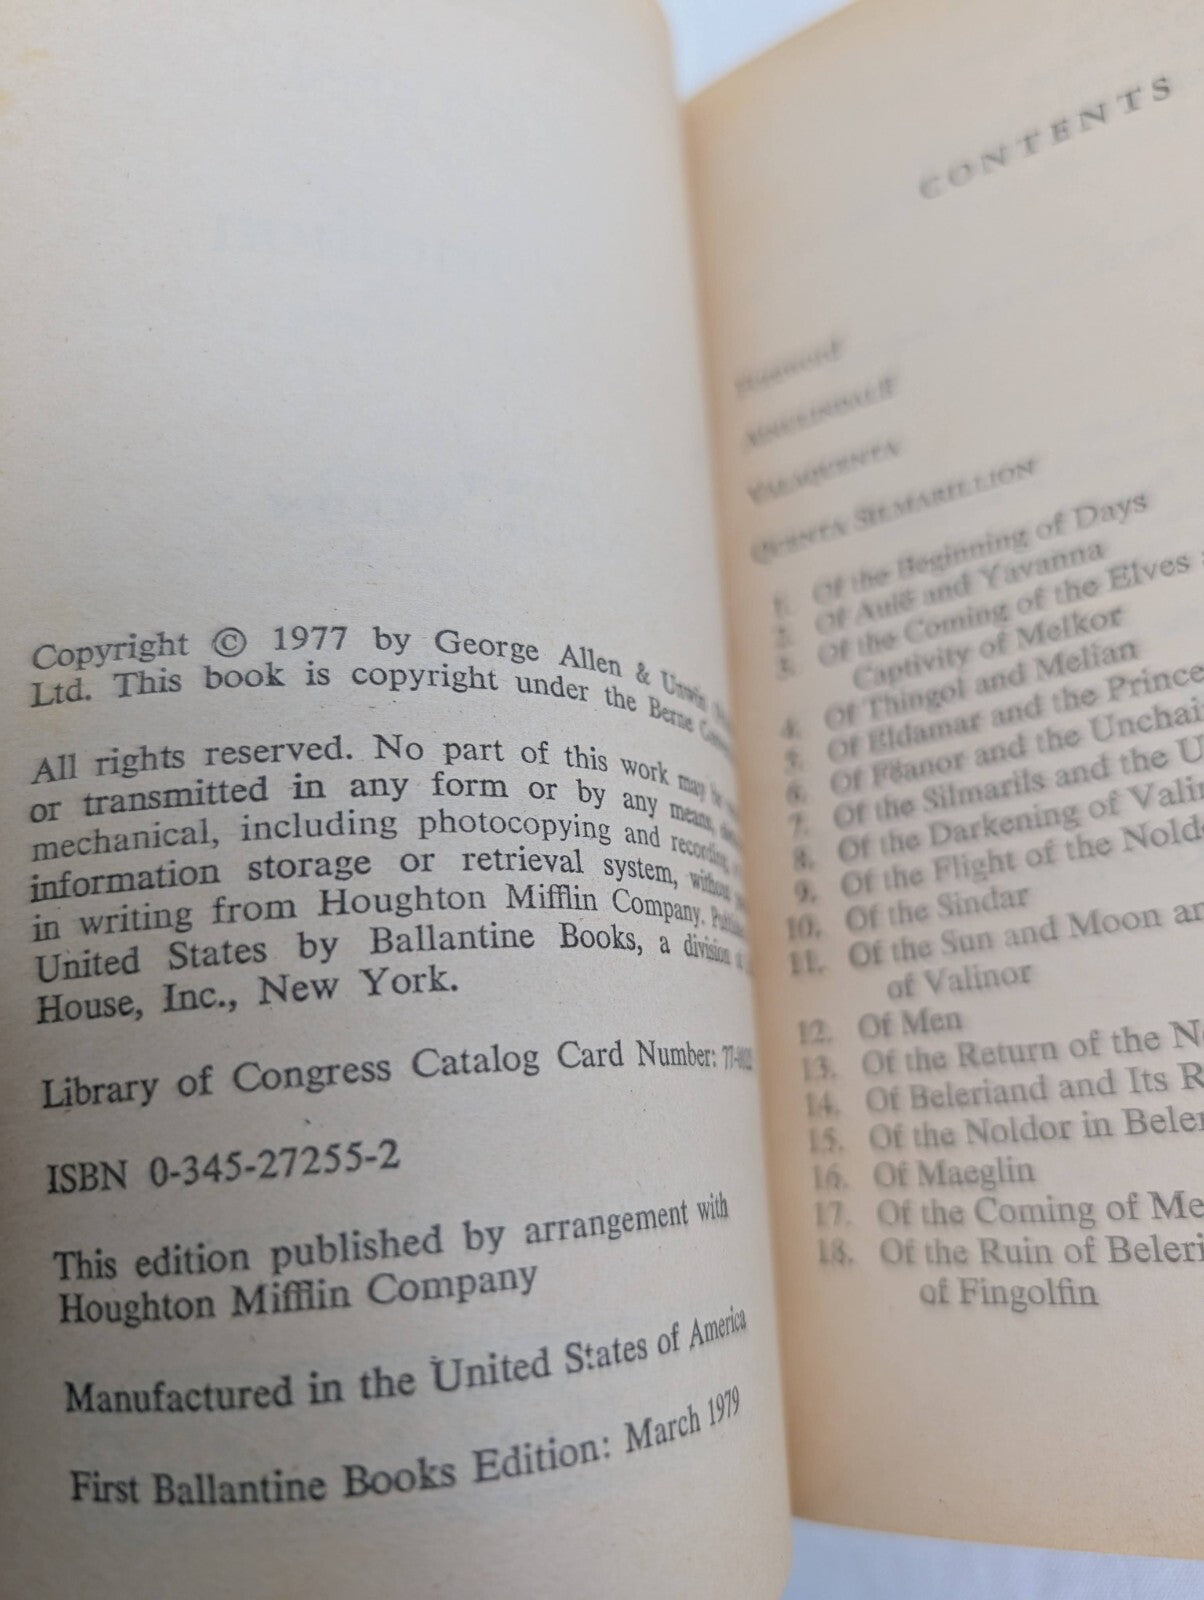 Copyright © 1977 by George Allen & Unwin
Ltd. This book is copyright under the Berne
All rights reserved. No part of this work may be
or transmitted in any form or by any means,
mechanical, including photocopying and recording,
information storage or retrieval system, without
in writing from Houghton Mifflin Company.
United States by Ballantine Books, a division of
House, Inc., New York.
Library of Congress Catalog Card Number:
ISBN 0-345-27255-2
This edition published by arrangement with
Houghton Mifflin Company
Manufactured in the United States of America
First Ballantine Books Edition: March 1979
CONTENTS
VALAQUENTA
QUENTA SILMARILLION
1. Of the Beginning of Days
2. Of Aulë and Yavanna
3. Of the Coming of the Elves
Captivity of Melkor
4. Of Thingol and Melian
5. Of Eldamar and the Prince
6. Of Fëanor and the Unchai
7. Of the Silmarils and the U
8. Of the Darkening of Vali
9. Of the Flight of the Nold
10. Of the Sindar
11. Of the Sun and Moon an
of Valinor
12. Of Men
13. Of the Return of the N
14. Of Beleriand and Its R
15. Of the Noldor in Bele
16. Of Maeglin
17. Of the Coming of Me
18. Of the Ruin of Beleri
of Fingolfin